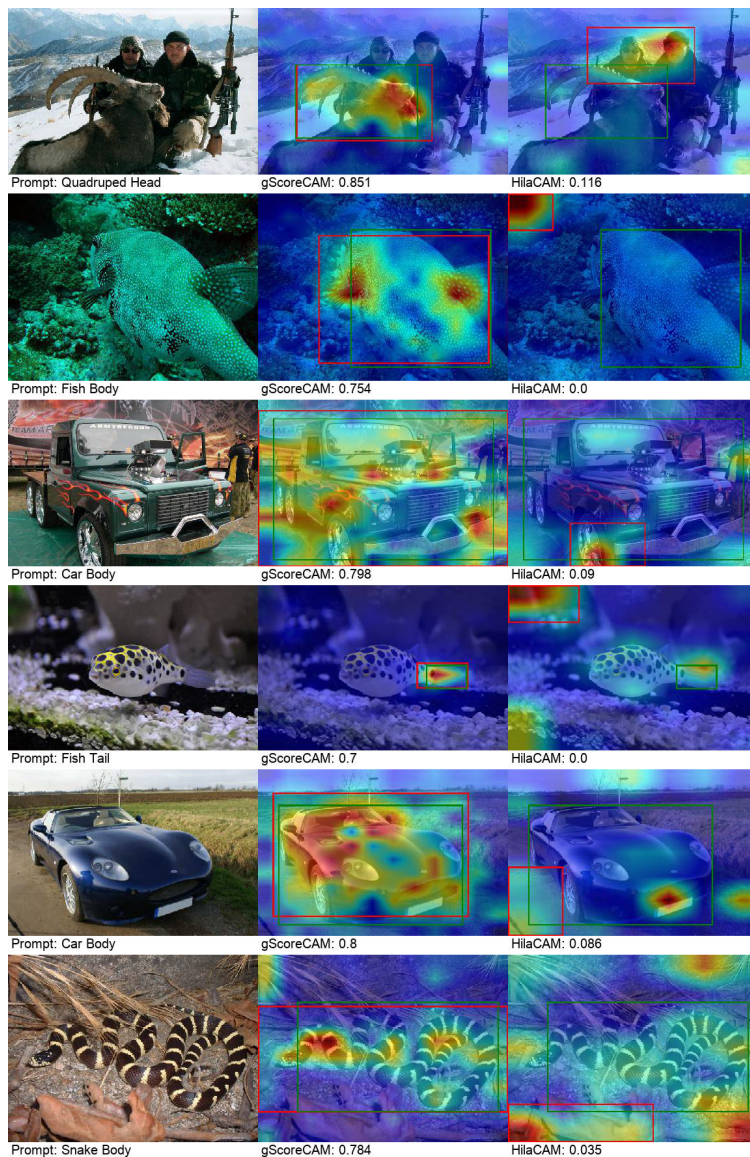 Prompt: Quadruped Head
gScoreCAM: 0.851
HilaCAM: 0.116
Prompt: Fish Body
gScoreCAM: 0.754
HilaCAM: 0.0
TEAM AR
Prompt: Car Body
gScoreCAM: 0.798
HilaCAM: 0.09
Prompt: Fish Tail
gScoreCAM: 0.7
HilaCAM: 0.0
Prompt: Car Body
gScoreCAM: 0.8
HilaCAM: 0.086
Prompt: Snake Body
gScoreCAM: 0.784
HilaCAM: 0.035